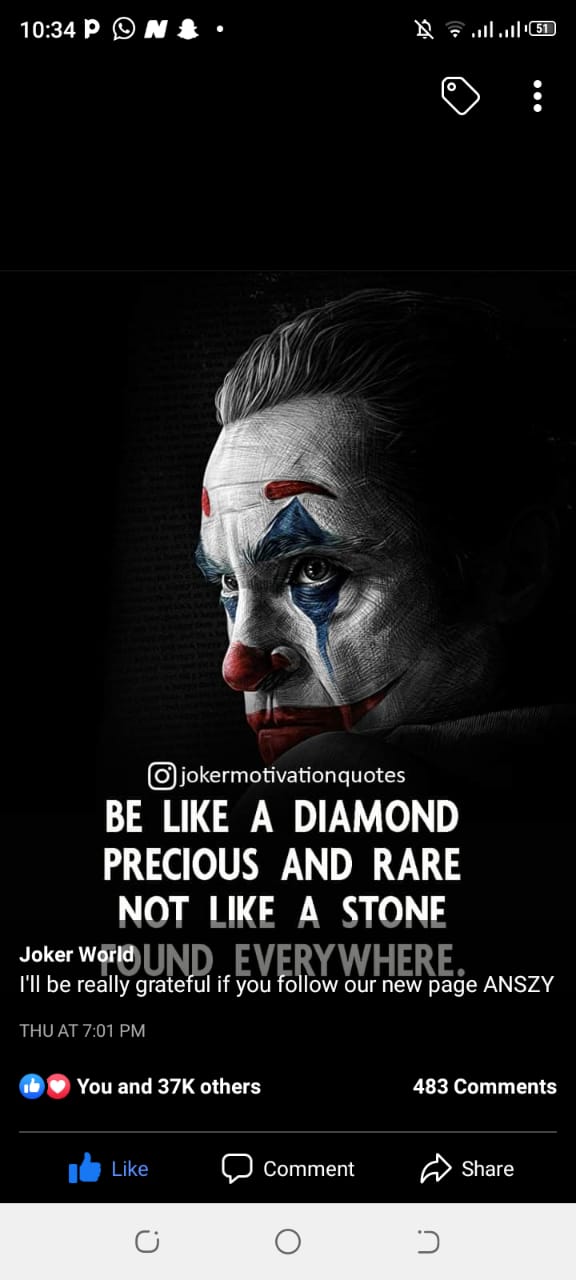 10:34
51
jokermotivationquotes
BE LIKE A DIAMOND
PRECIOUS AND RARE
NOT LIKE A STONE
FOUND EVERYWHERE.
Joker World
I'll be really grateful if you follow our new page ANSZY
THU AT 7:01 PM
You and 37K others
483 Comments
Like
Comment
Share